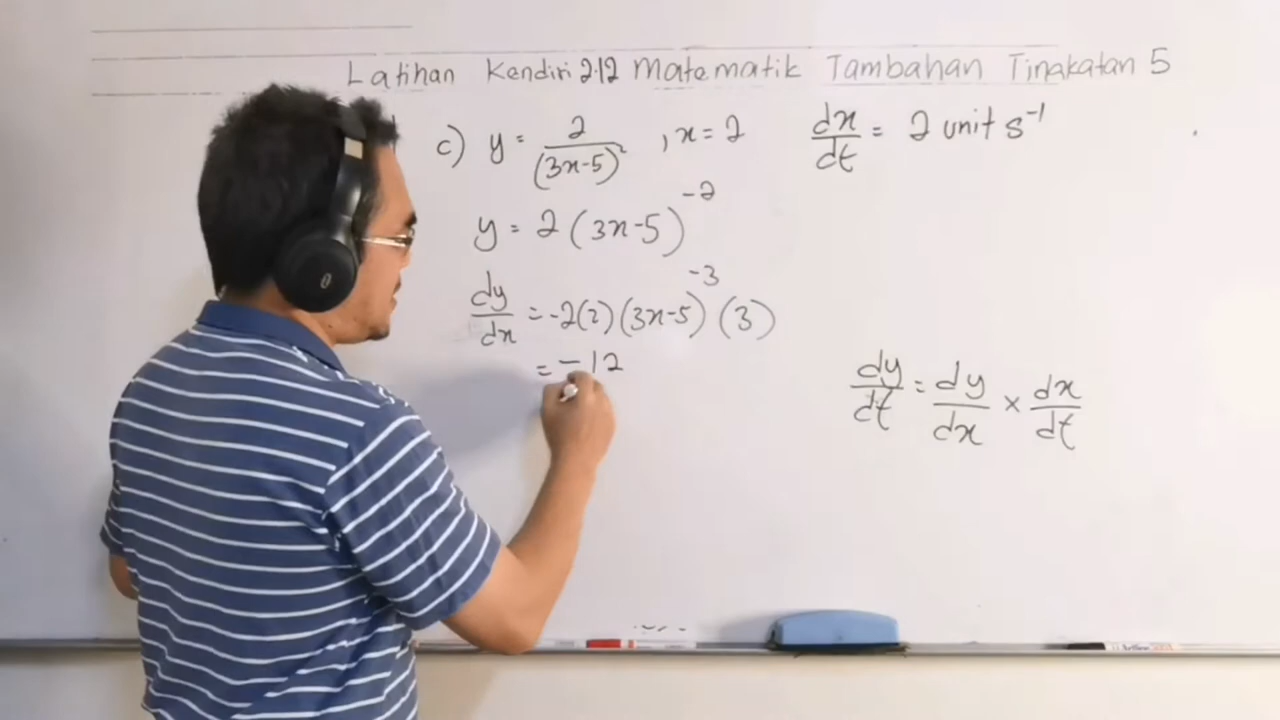 Latihan Kendiri 2.12 Matematik Tambahan Tingkatan 5
c) y = 2/(3x-5)² , x = 2
dx/dt = 2 unit s⁻¹
y = 2(3x-5)⁻²
dy/dx = -2(2)(3x-5)⁻³(3)
= -12
dy/dt = dy/dx × dx/dt